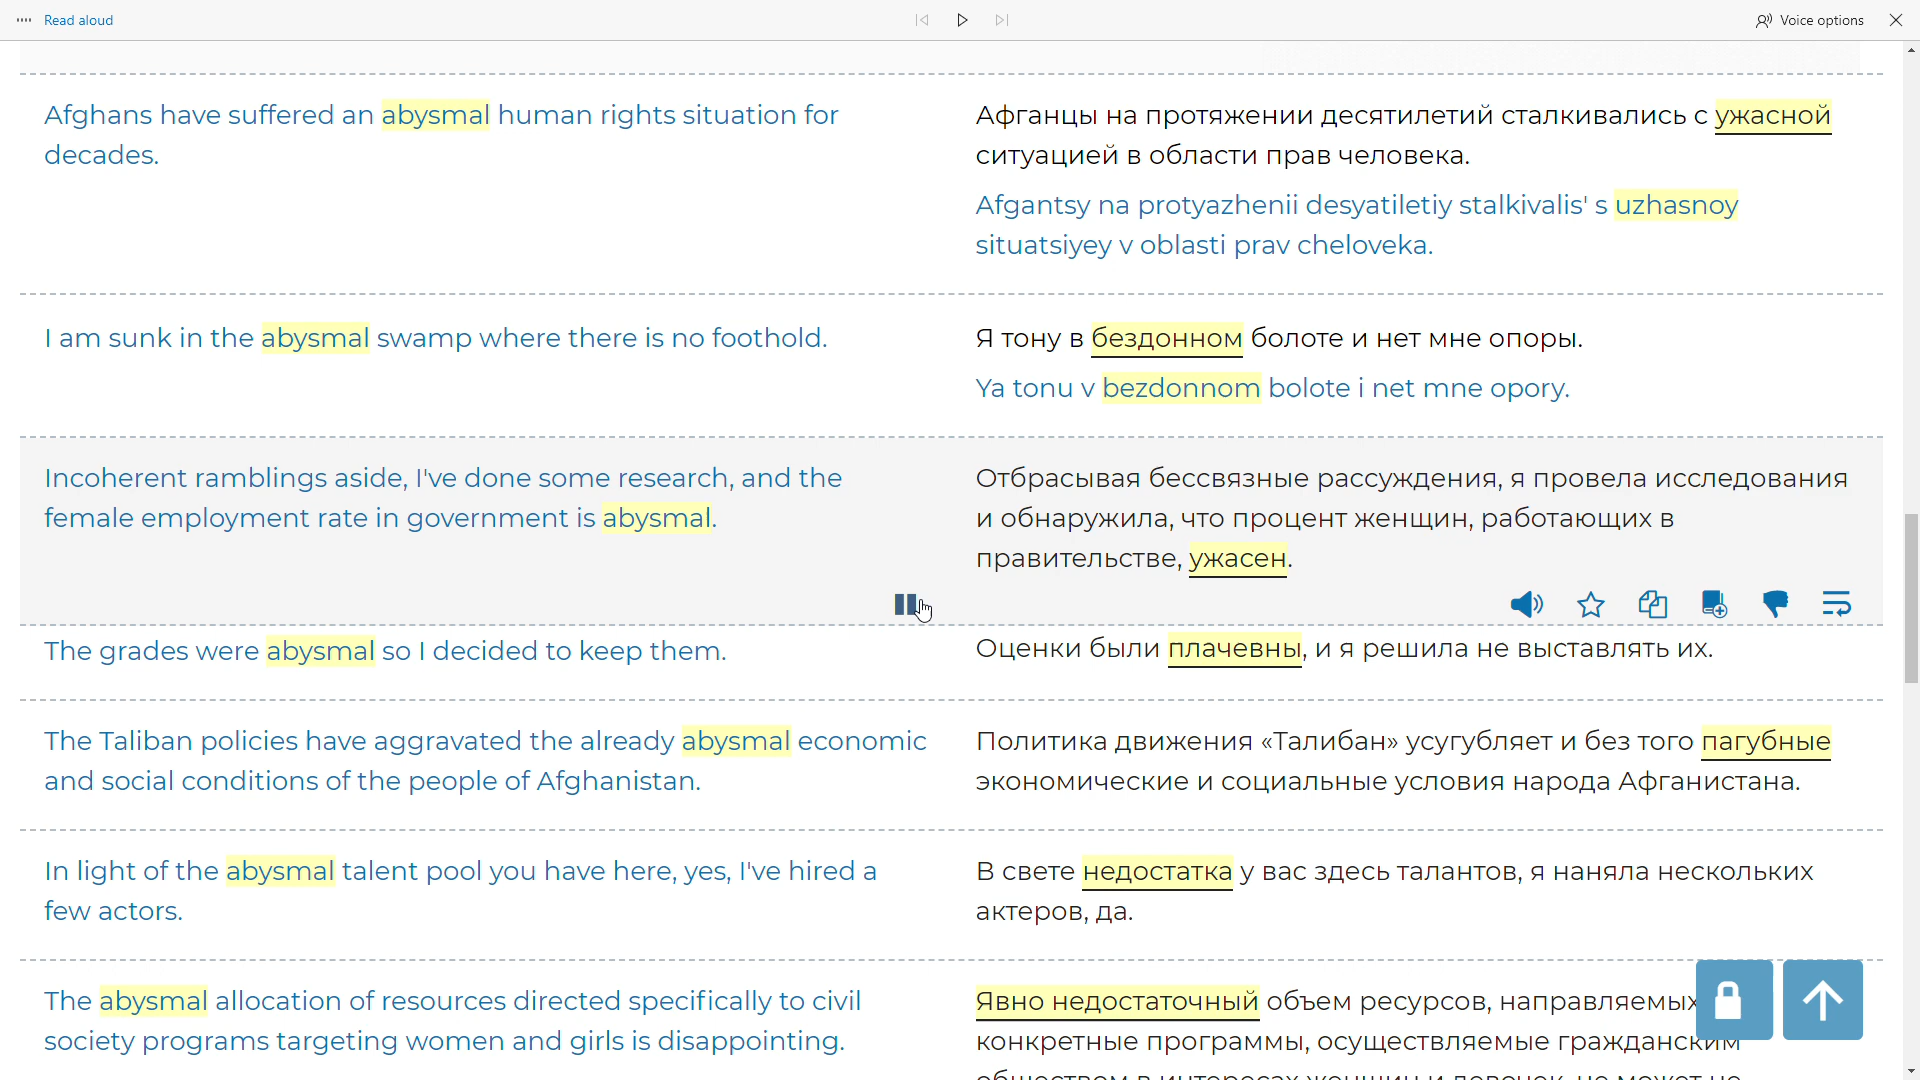 Read aloud
Voice options
Afghans have suffered an abysmal human rights situation for
decades.
Афганцы на протяжении десятилетий сталкивались с ужасной
ситуацией в области прав человека.
Afgantsy na protyazhenii desyatiletiy stalkivalis' s uzhasnoy
situatsiyey v oblasti prav cheloveka.
I am sunk in the abysmal swamp where there is no foothold.
Я тону в бездонном болоте и нет мне опоры.
Ya tonu v bezdonnom bolote i net mne opory.
Incoherent ramblings aside, I've done some research, and the
female employment rate in government is abysmal.
Отбрасывая бессвязные рассуждения, я провела исследования
и обнаружила, что процент женщин, работающих в
правительстве, ужасен.
The grades were abysmal so I decided to keep them.
Оценки были плачевны, и я решила не выставлять их.
The Taliban policies have aggravated the already abysmal economic
and social conditions of the people of Afghanistan.
Политика движения «Талибан» усугубляет и без того пагубные
экономические и социальные условия народа Афганистана.
In light of the abysmal talent pool you have here, yes, I've hired a
few actors.
В свете недостатка у вас здесь талантов, я наняла нескольких
актеров, да.
The abysmal allocation of resources directed specifically to civil
society programs targeting women and girls is disappointing.
Явно недостаточный объем ресурсов, направляемых
конкретные программы, осуществляемые гражданским